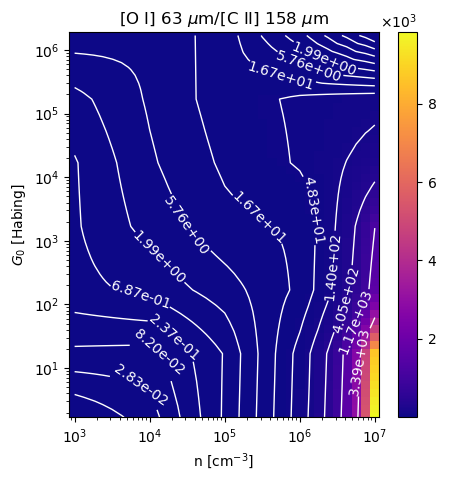 [O I] 63 μm/[C II] 158 μm
×10³
10⁶
10⁵
10⁴
10³
10²
10¹
G₀ [Habing]
1.99e+00
5.76e+00
1.67e+01
4.83e+01
5.76e+00
1.67e+01
1.99e+00
1.40e+02
6.87e-01
4.05e+02
1.17e+03
2.37e-01
8.20e-02
3.39e+03
2.83e-02
10³
10⁴
10⁵
10⁶
10⁷
n [cm⁻³]
8
6
4
2